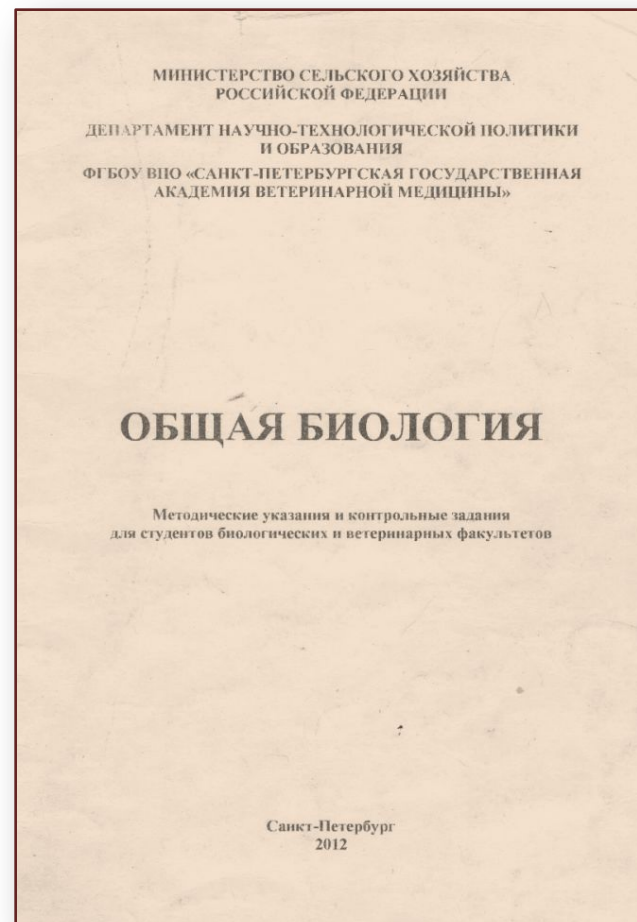 МИНИСТЕРСТВО СЕЛЬСКОГО ХОЗЯЙСТВА
РОССИЙСКОЙ ФЕДЕРАЦИИ
ДЕПАРТАМЕНТ НАУЧНО-ТЕХНОЛОГИЧЕСКОЙ ПОЛИТИКИ
И ОБРАЗОВАНИЯ
ФГБОУ ВПО «САНКТ-ПЕТЕРБУРГСКАЯ ГОСУДАРСТВЕННАЯ
АКАДЕМИЯ ВЕТЕРИНАРНОЙ МЕДИЦИНЫ»
ОБЩАЯ БИОЛОГИЯ
Методические указания и контрольные задания
для студентов биологических и ветеринарных факультетов
Санкт-Петербург
2012